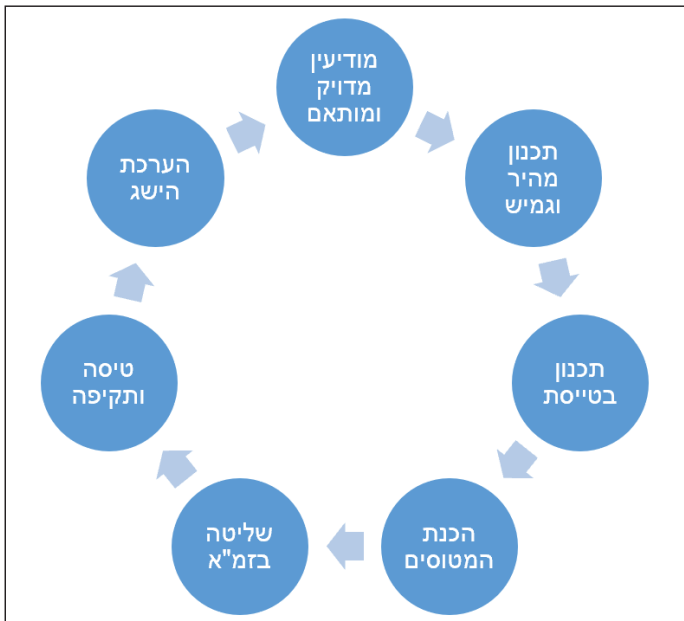 מודיעין
מדויק
ומותאם
תכנון
מהיר
וגמיש
תכנון
בטייסת
הכנת
המטוסים
שליטה
בזמ"א
טיסה
ותקיפה
הערכת
הישג